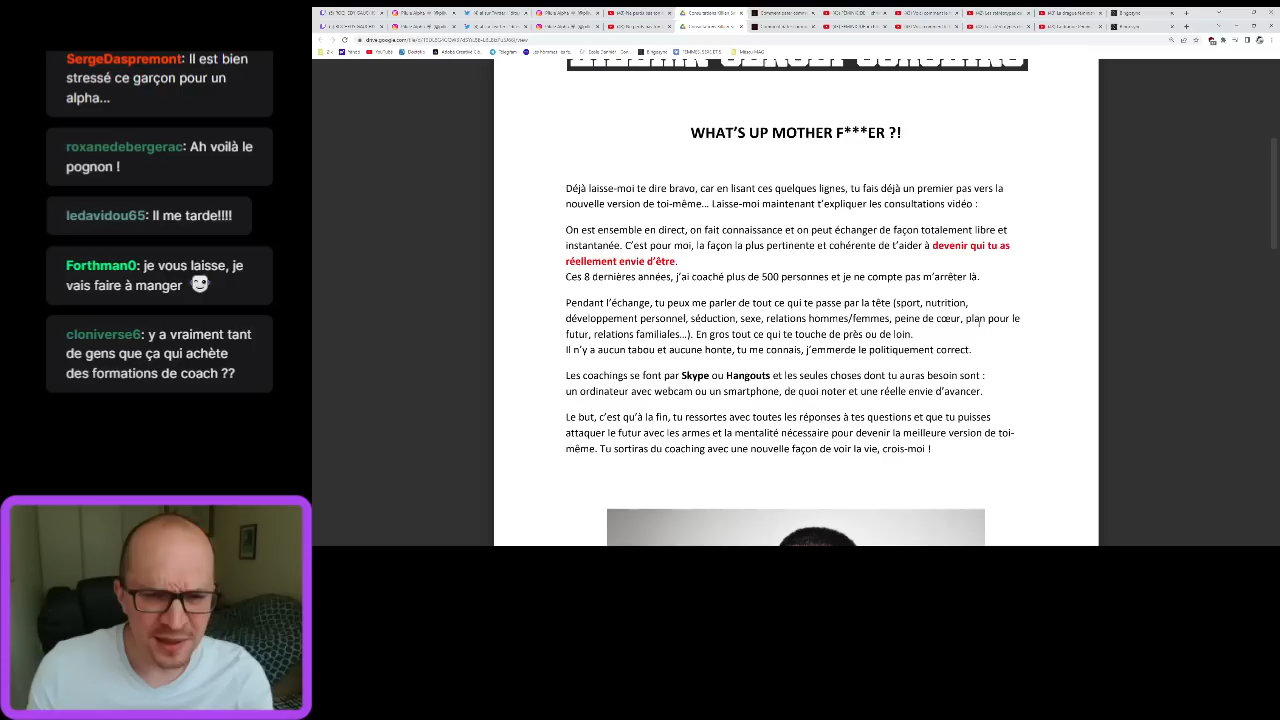 SergeDaspremont: Il est bien
stressé ce garçon pour un
alpha...
roxanedebergerac: Ah voilà le
pognon !
ledavidou65: Il me tarde!!!!
Forthman0: je vous laisse, je
vais faire à manger
cloniverse6: y a vraiment tant
de gens que ça qui achète
des formations de coach ??
WHAT'S UP MOTHER F***ER ?!
Déjà laisse-moi te dire bravo, car en lisant ces quelques lignes, tu fais déjà un premier pas vers la
nouvelle version de toi-même... Laisse-moi maintenant t'expliquer les consultations vidéo :
On est ensemble en direct, on fait connaissance et on peut échanger de façon totalement libre et
instantanée. C'est pour moi, la façon la plus pertinente et cohérente de t'aider à devenir qui tu as
réellement envie d'être.
Ces 8 dernières années, j'ai coaché plus de 500 personnes et je ne compte pas m'arrêter là.
Pendant l'échange, tu peux me parler de tout ce qui te passe par la tête (sport, nutrition,
développement personnel, séduction, sexe, relations hommes/femmes, peine de cœur, plan pour le
futur, relations familiales...). En gros tout ce qui te touche de près ou de loin.
Il n'y a aucun tabou et aucune honte, tu me connais, j'emmerde le politiquement correct.
Les coachings se font par Skype ou Hangouts et les seules choses dont tu auras besoin sont :
un ordinateur avec webcam ou un smartphone, de quoi noter et une réelle envie d'avancer.
Le but, c'est qu'à la fin, tu ressortes avec toutes les réponses à tes questions et que tu puisses
attaquer le futur avec les armes et la mentalité nécessaire pour devenir la meilleure version de toi-
même. Tu sortiras du coaching avec une nouvelle façon de voir la vie, crois-moi !